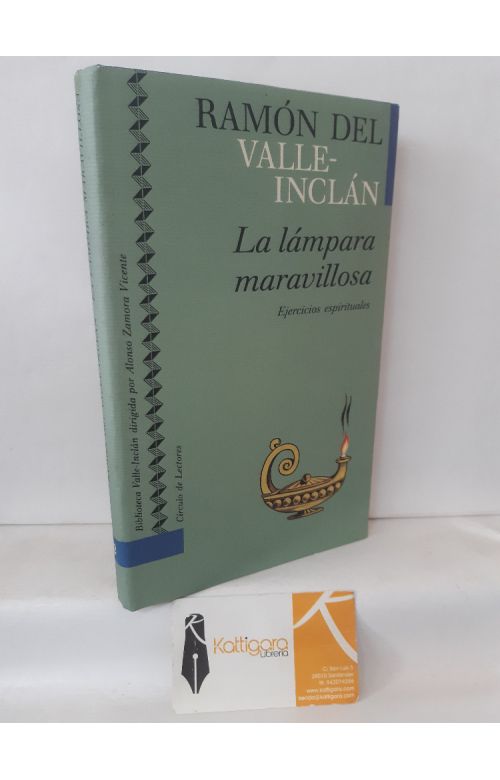 RAMÓN DEL
VALLE-
INCLÁN
La lámpara
maravillosa
Ejercicios espirituales
Biblioteca Valle-Inclán dirigida por Alonso Zamora Vicente
Círculo de Lectores
Kattigara
Librería
www.kattigara.com